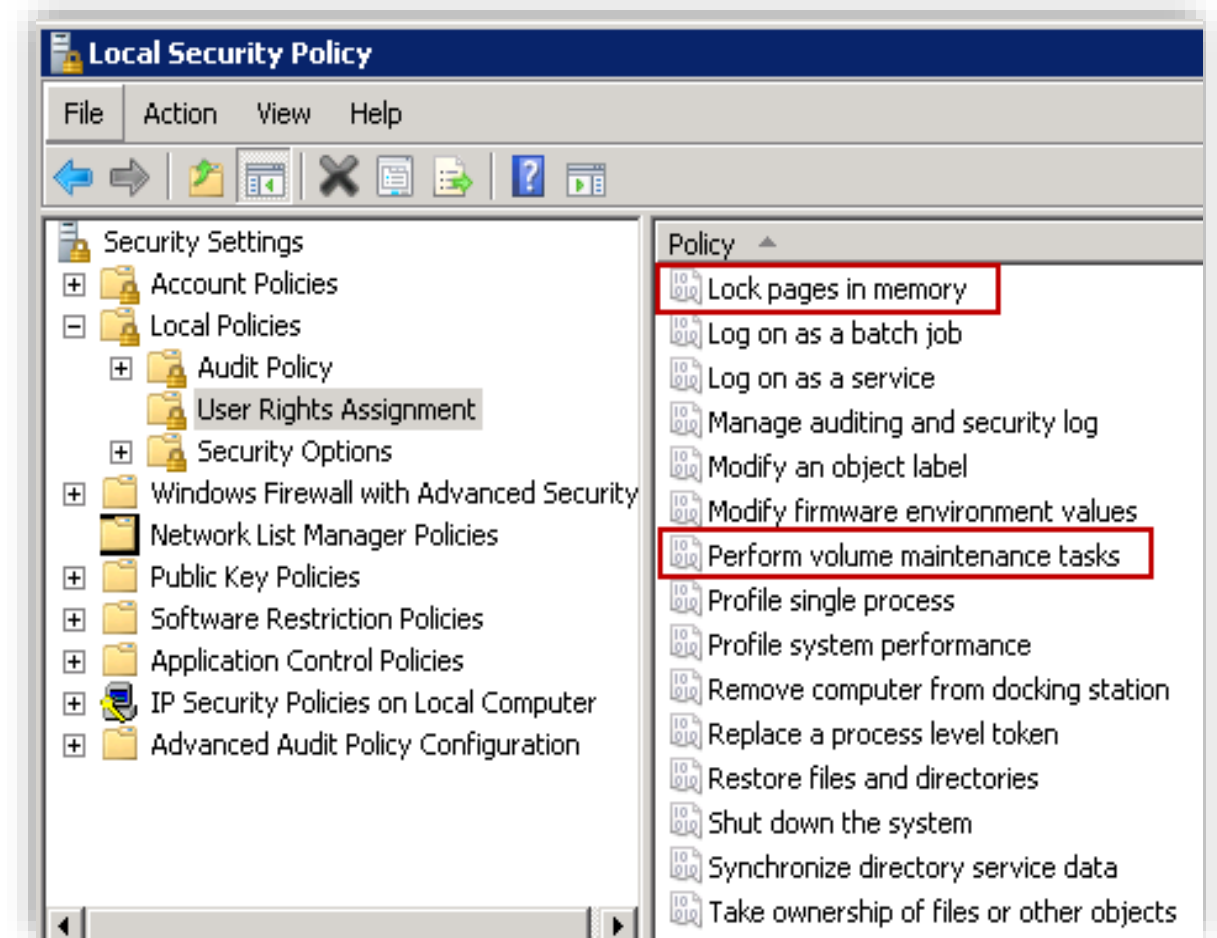 Local Security Policy
File Action View Help
Security Settings
Account Policies
Local Policies
Audit Policy
User Rights Assignment
Security Options
Windows Firewall with Advanced Security
Network List Manager Policies
Public Key Policies
Software Restriction Policies
Application Control Policies
IP Security Policies on Local Computer
Advanced Audit Policy Configuration
Policy
Lock pages in memory
Log on as a batch job
Log on as a service
Manage auditing and security log
Modify an object label
Modify firmware environment values
Perform volume maintenance tasks
Profile single process
Profile system performance
Remove computer from docking station
Replace a process level token
Restore files and directories
Shut down the system
Synchronize directory service data
Take ownership of files or other objects